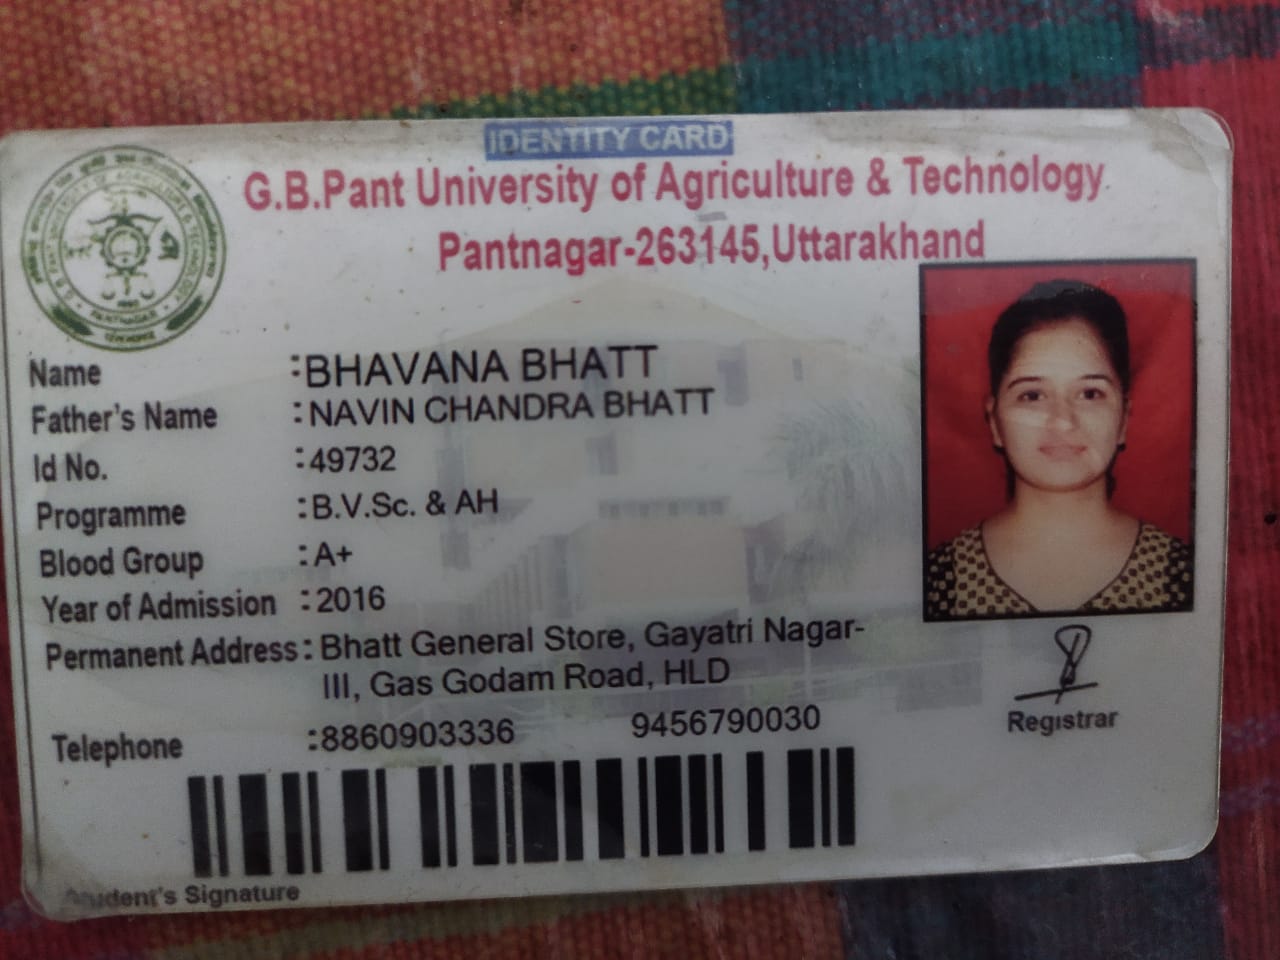 IDENTITY CARD
G.B.Pant University of Agriculture & Technology
Pantnagar-263145,Uttarakhand
Name :BHAVANA BHATT
Father's Name :NAVIN CHANDRA BHATT
Id No. :49732
Programme :B.V.Sc. & AH
Blood Group :A+
Year of Admission :2016
Permanent Address: Bhatt General Store, Gayatri Nagar-
III, Gas Godam Road, HLD
Telephone :8860903336 9456790030
Registrar
Student's Signature